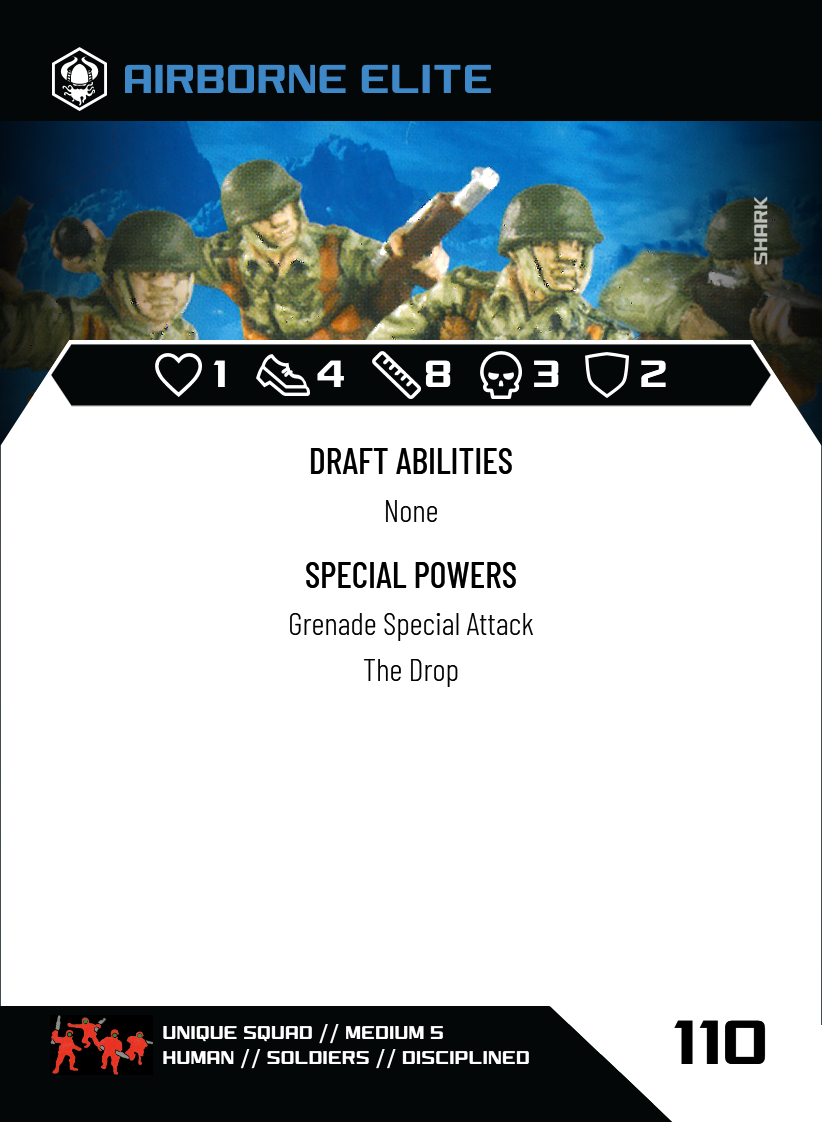 AIRBORNE ELITE
SHARK
1 4 8 3 2
DRAFT ABILITIES
None
SPECIAL POWERS
Grenade Special Attack
The Drop
UNIQUE SQUAD // MEDIUM 5
HUMAN // SOLDIERS // DISCIPLINED
110